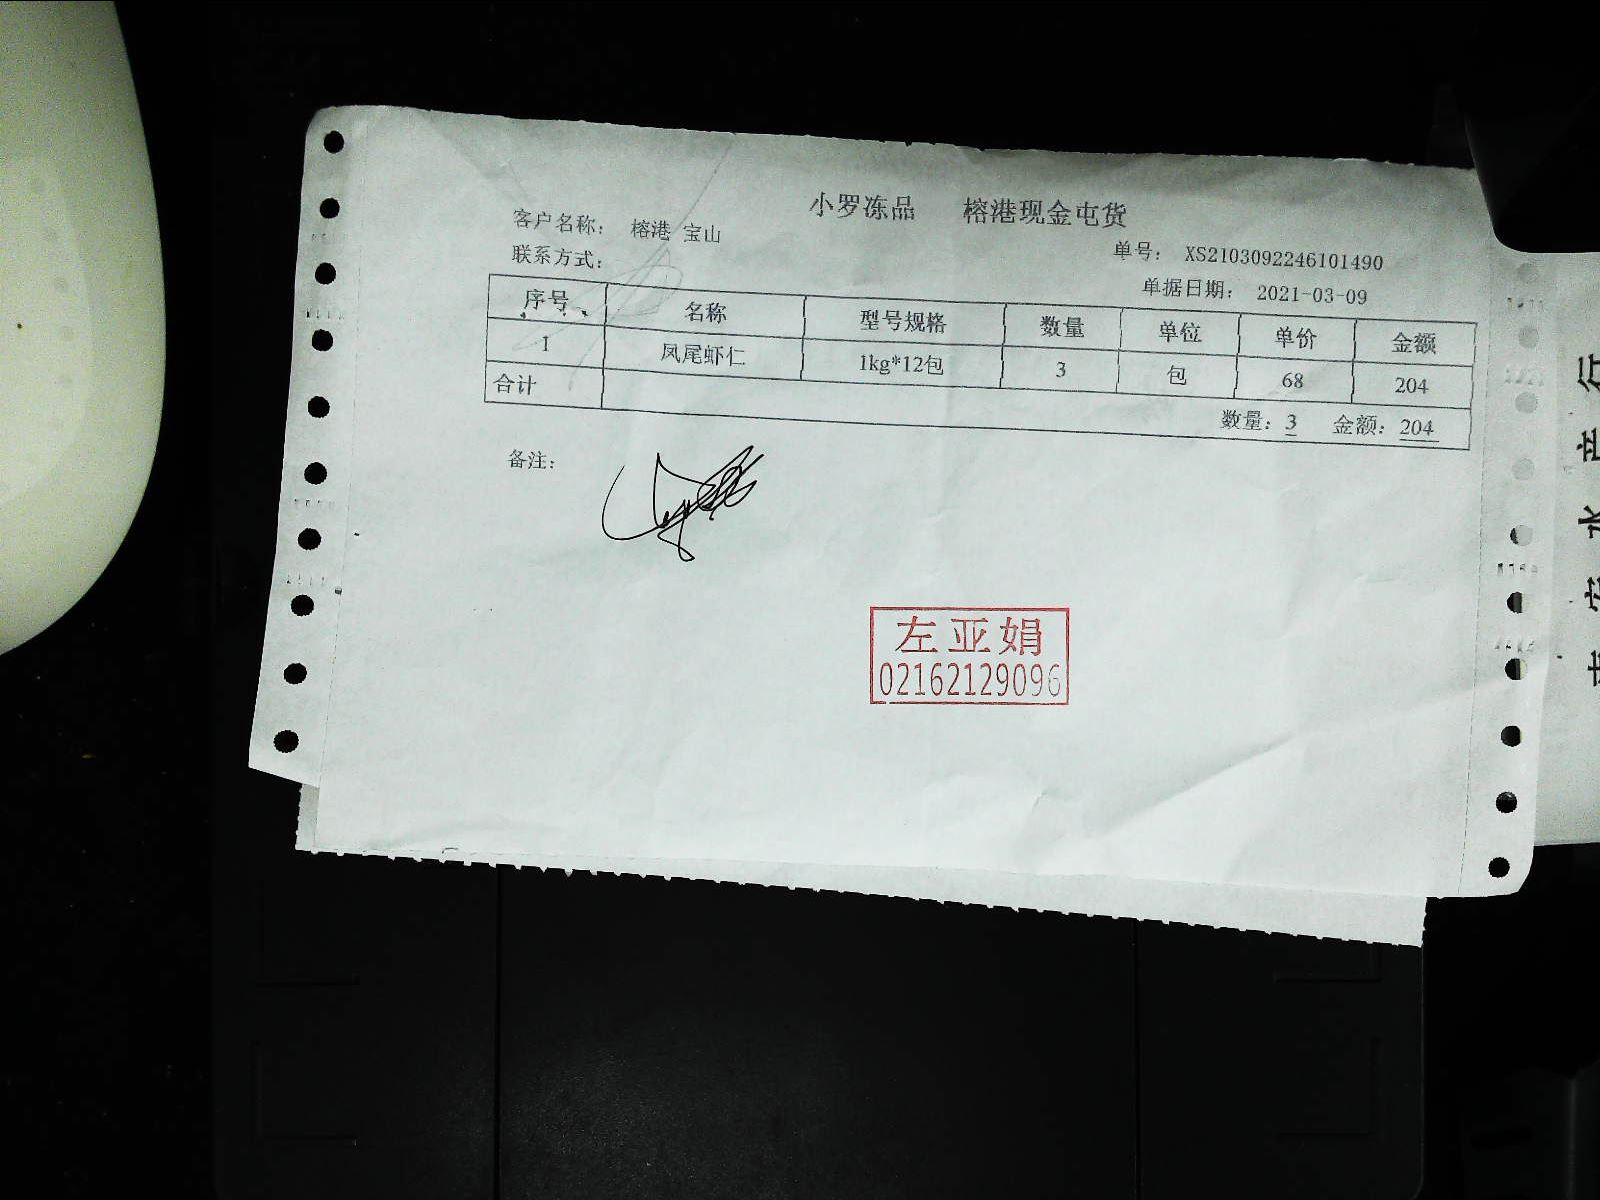 小罗冻品 榕港现金屯货
客户名称： 榕港 宝山
单号： XS2103092246101490
联系方式：
单据日期： 2021-03-09
序号 名称 型号规格 数量 单位 单价 金额
1 凤尾虾仁 1kg*12包 3 包 68 204
合计 数量：3 金额：204
备注：
左亚娟
02162129096